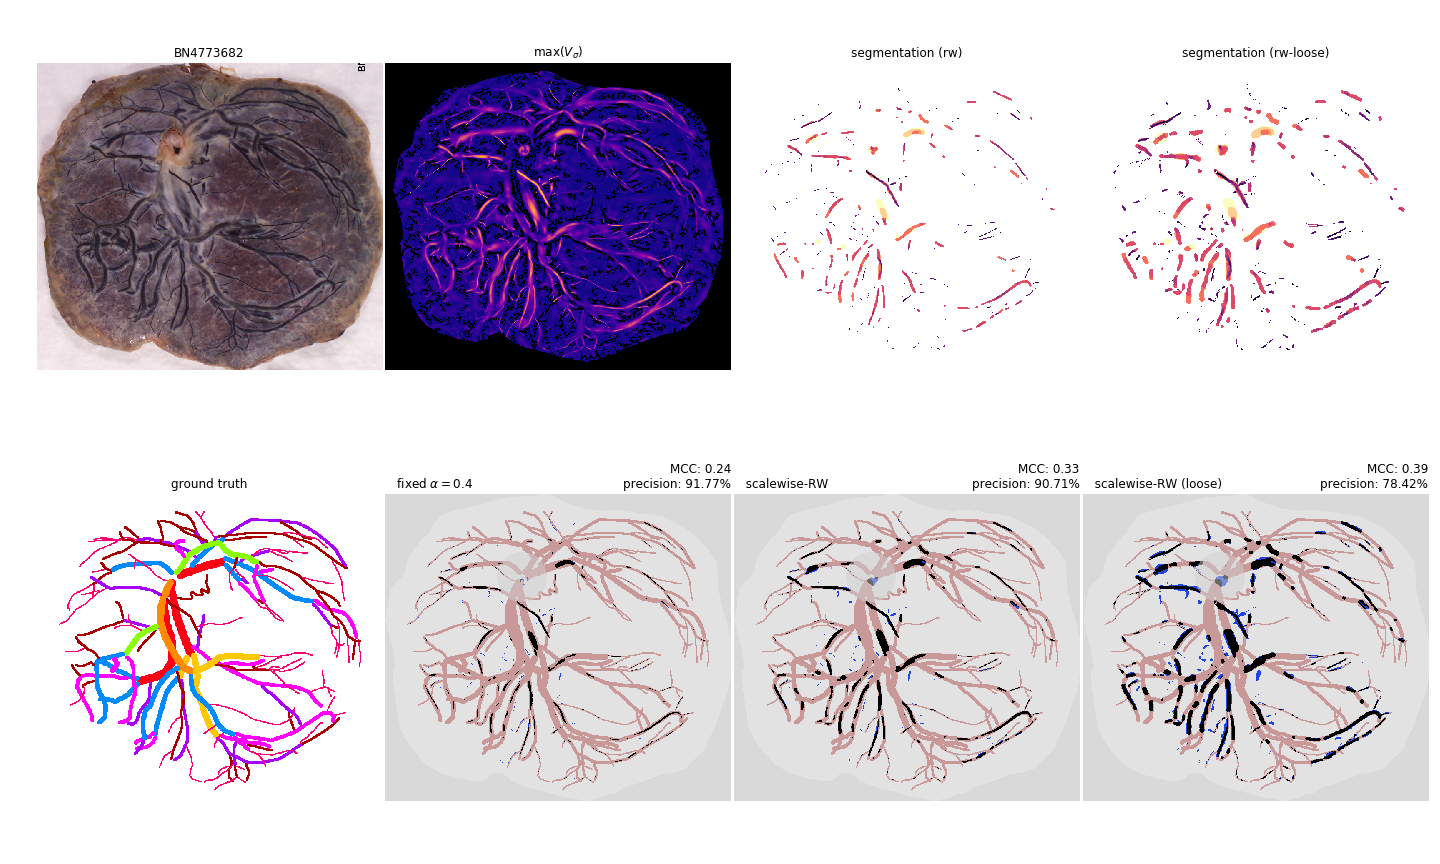 BN4773682
max(V_σ)
segmentation (rw)
segmentation (rw-loose)
ground truth
fixed α = 0.4
MCC: 0.24
precision: 91.77%
scalewise-RW
MCC: 0.33
precision: 90.71%
scalewise-RW (loose)
MCC: 0.39
precision: 78.42%